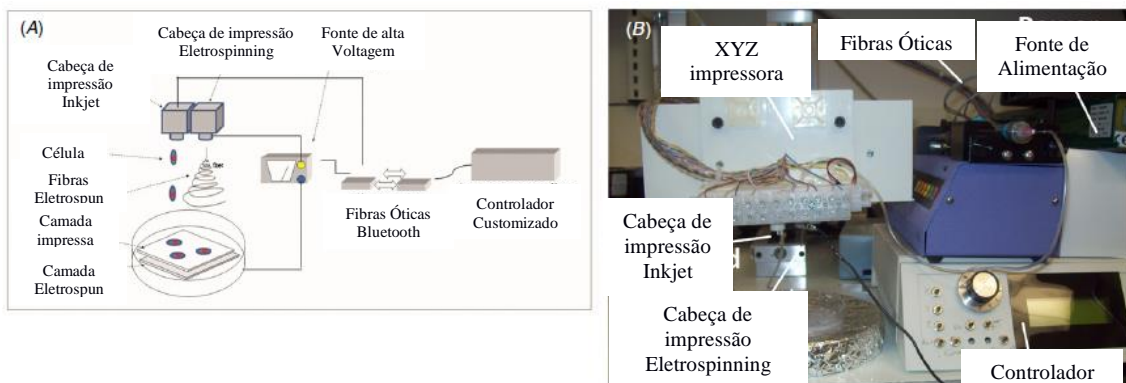 (A)
Cabeça de impressão
Eletrospinning
Fonte de alta
Voltagem
Cabeça de
impressão
Inkjet
Célula
Fibras
Eletrospun
Camada
impressa
Camada
Eletrospun
Fibras Óticas
Bluetooth
Controlador
Customizado
(B)
XYZ
impressora
Fibras Óticas
Fonte de
Alimentação
Cabeça de
impressão
Inkjet
Cabeça de
impressão
Eletrospinning
Controlador